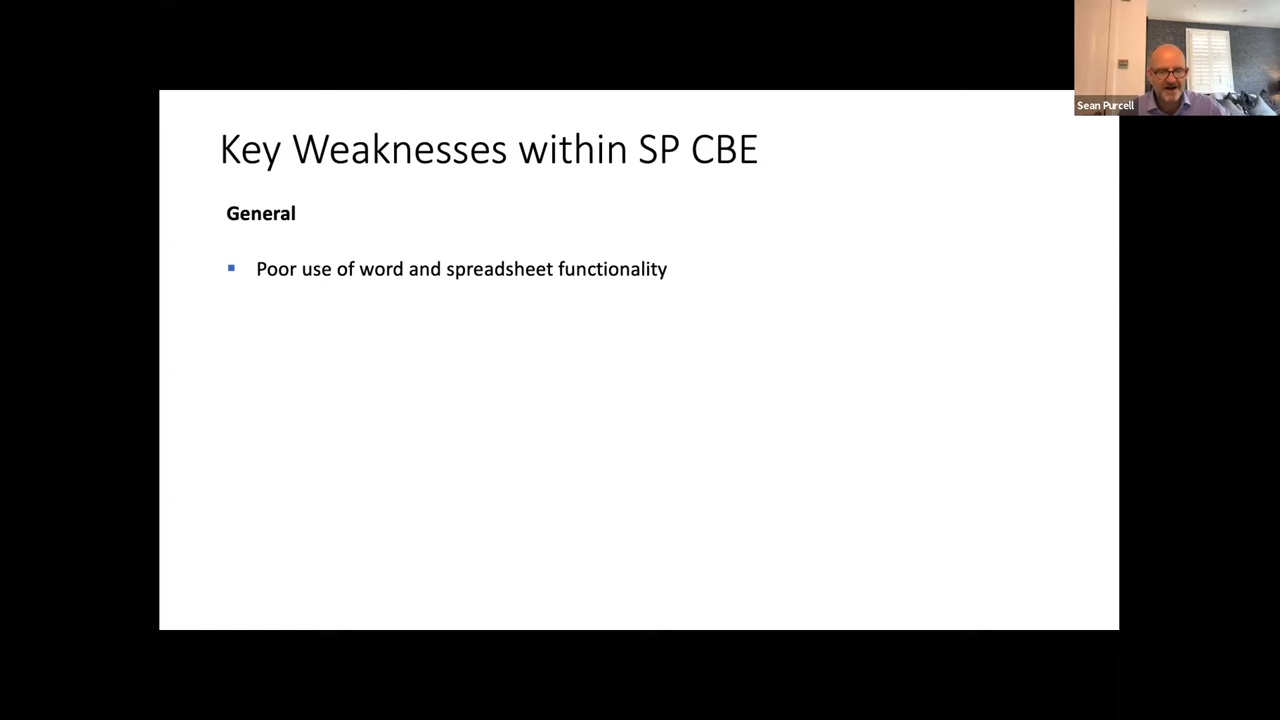 Sean Purcell
Key Weaknesses within SP CBE
General
▪ Poor use of word and spreadsheet functionality